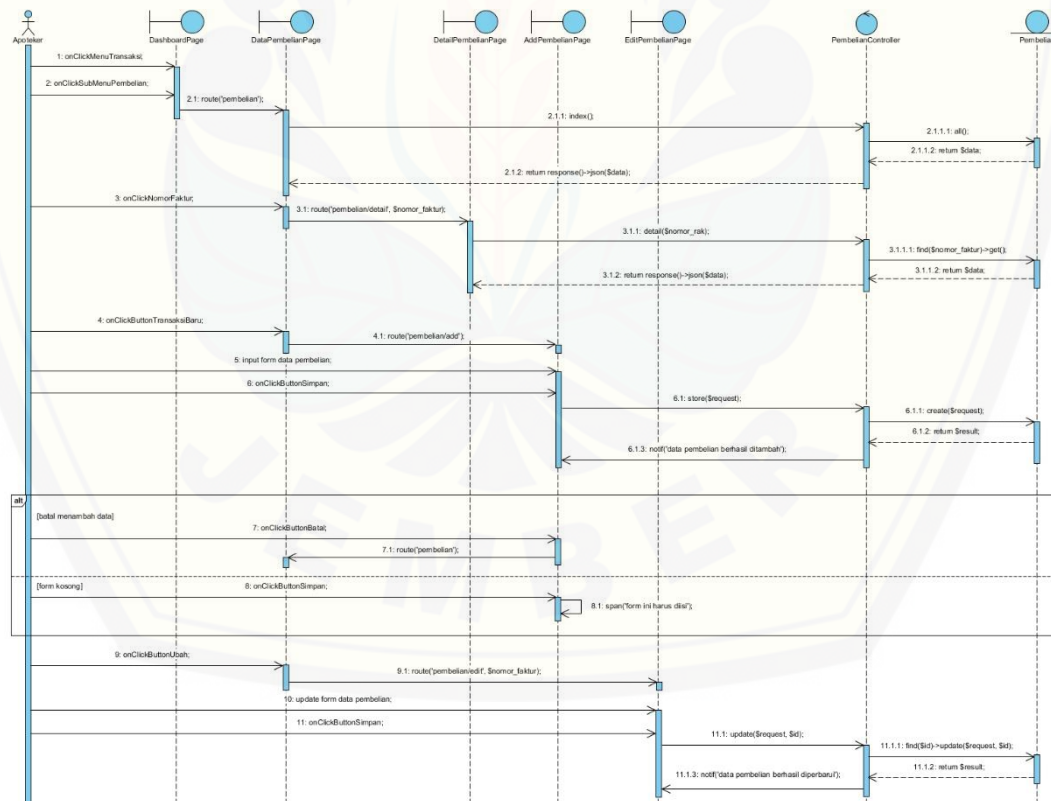 Apoteker
DashboardPage
DataPembelianPage
DetailPembelianPage
AddPembelianPage
EditPembelianPage
PembelianController
Pembelian
1: onClickMenuTransaksi;
2: onClickSubMenuPembelian;
2.1: route('pembelian');
2.1.1: index();
2.1.1.1: all();
2.1.1.2: return $data;
2.1.2: return response()->json($data);
3: onClickNomorFaktur;
3.1: route('pembelian/detail', $nomor_faktur);
3.1.1: detail($nomor_rak);
3.1.1.1: find($nomor_faktur)->get();
3.1.1.2: return $data;
3.1.2: return response()->json($data);
4: onClickButtonTransaksiBaru;
4.1: route('pembelian/add');
5: input form data pembelian;
6: onClickButtonSimpan;
6.1: store($request);
6.1.1: create($request);
6.1.2: return $result;
6.1.3: notif('data pembelian berhasil ditambah');
JEMBER
alt
[batal menambah data]
7: onClickButtonBatal;
7.1: route('pembelian');
[form kosong]
8: onClickButtonSimpan;
8.1: span('form ini harus diisi');
9: onClickButtonUbah;
9.1: route('pembelian/edit', $nomor_faktur);
10: update form data pembelian;
11: onClickButtonSimpan;
11.1: update($request, $id);
11.1.1: find($id)->update($request, $id);
11.1.2: return $result;
11.1.3: notif('data pembelian berhasil diperbarui');